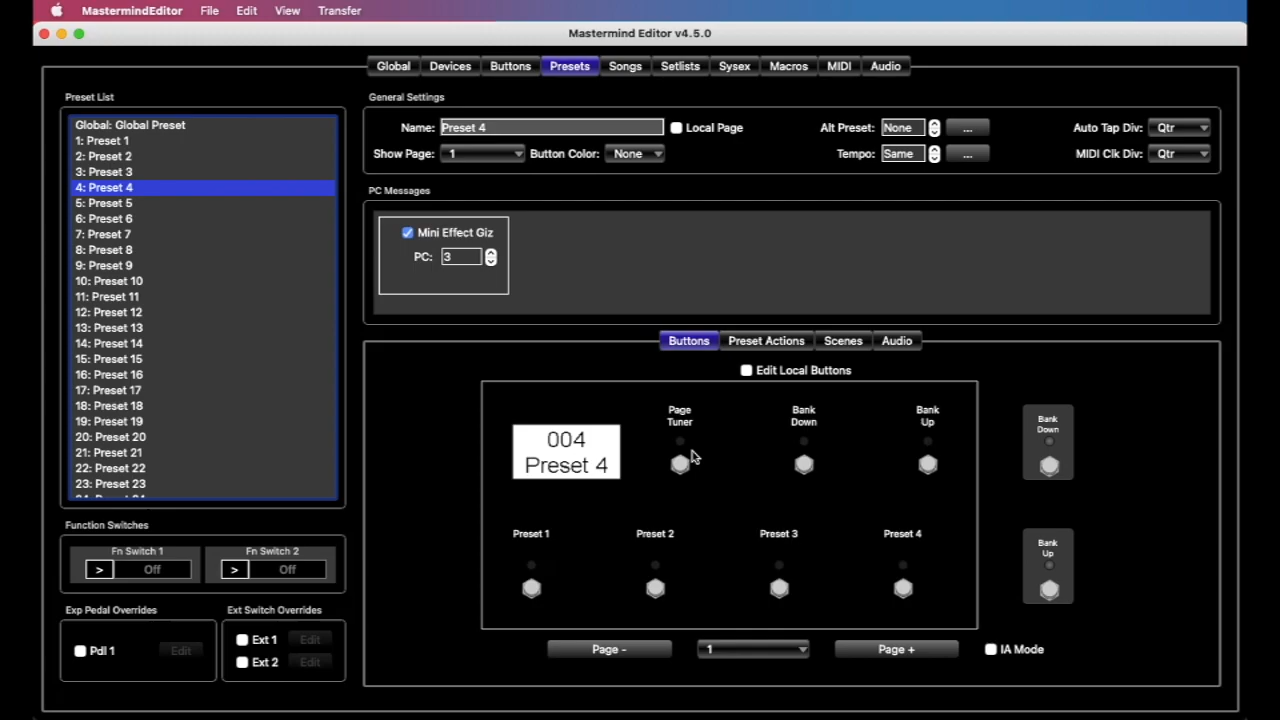 MastermindEditor File Edit View Transfer
Mastermind Editor v4.5.0
Global Devices Buttons Presets Songs Setlists Sysex Macros MIDI Audio
Preset List
Global: Global Preset
1: Preset 1
2: Preset 2
3: Preset 3
4: Preset 4
5: Preset 5
6: Preset 6
7: Preset 7
8: Preset 8
9: Preset 9
10: Preset 10
11: Preset 11
12: Preset 12
13: Preset 13
14: Preset 14
15: Preset 15
16: Preset 16
17: Preset 17
18: Preset 18
19: Preset 19
20: Preset 20
21: Preset 21
22: Preset 22
23: Preset 23
Function Switches
Fn Switch 1 Fn Switch 2
> Off > Off
Exp Pedal Overrides
Pdl 1 Edit
Ext Switch Overrides
Ext 1 Edit
Ext 2 Edit
General Settings
Name: Preset 4 Local Page Alt Preset: None ... Auto Tap Div: Qtr
Show Page: 1 Button Color: None Tempo: Same ... MIDI Clk Div: Qtr
PC Messages
Mini Effect Giz
PC: 3
Buttons Preset Actions Scenes Audio
Edit Local Buttons
004
Preset 4
Page
Tuner
Bank
Down
Bank
Up
Bank
Down
Preset 1 Preset 2 Preset 3 Preset 4
Bank
Up
Page - 1 Page + IA Mode